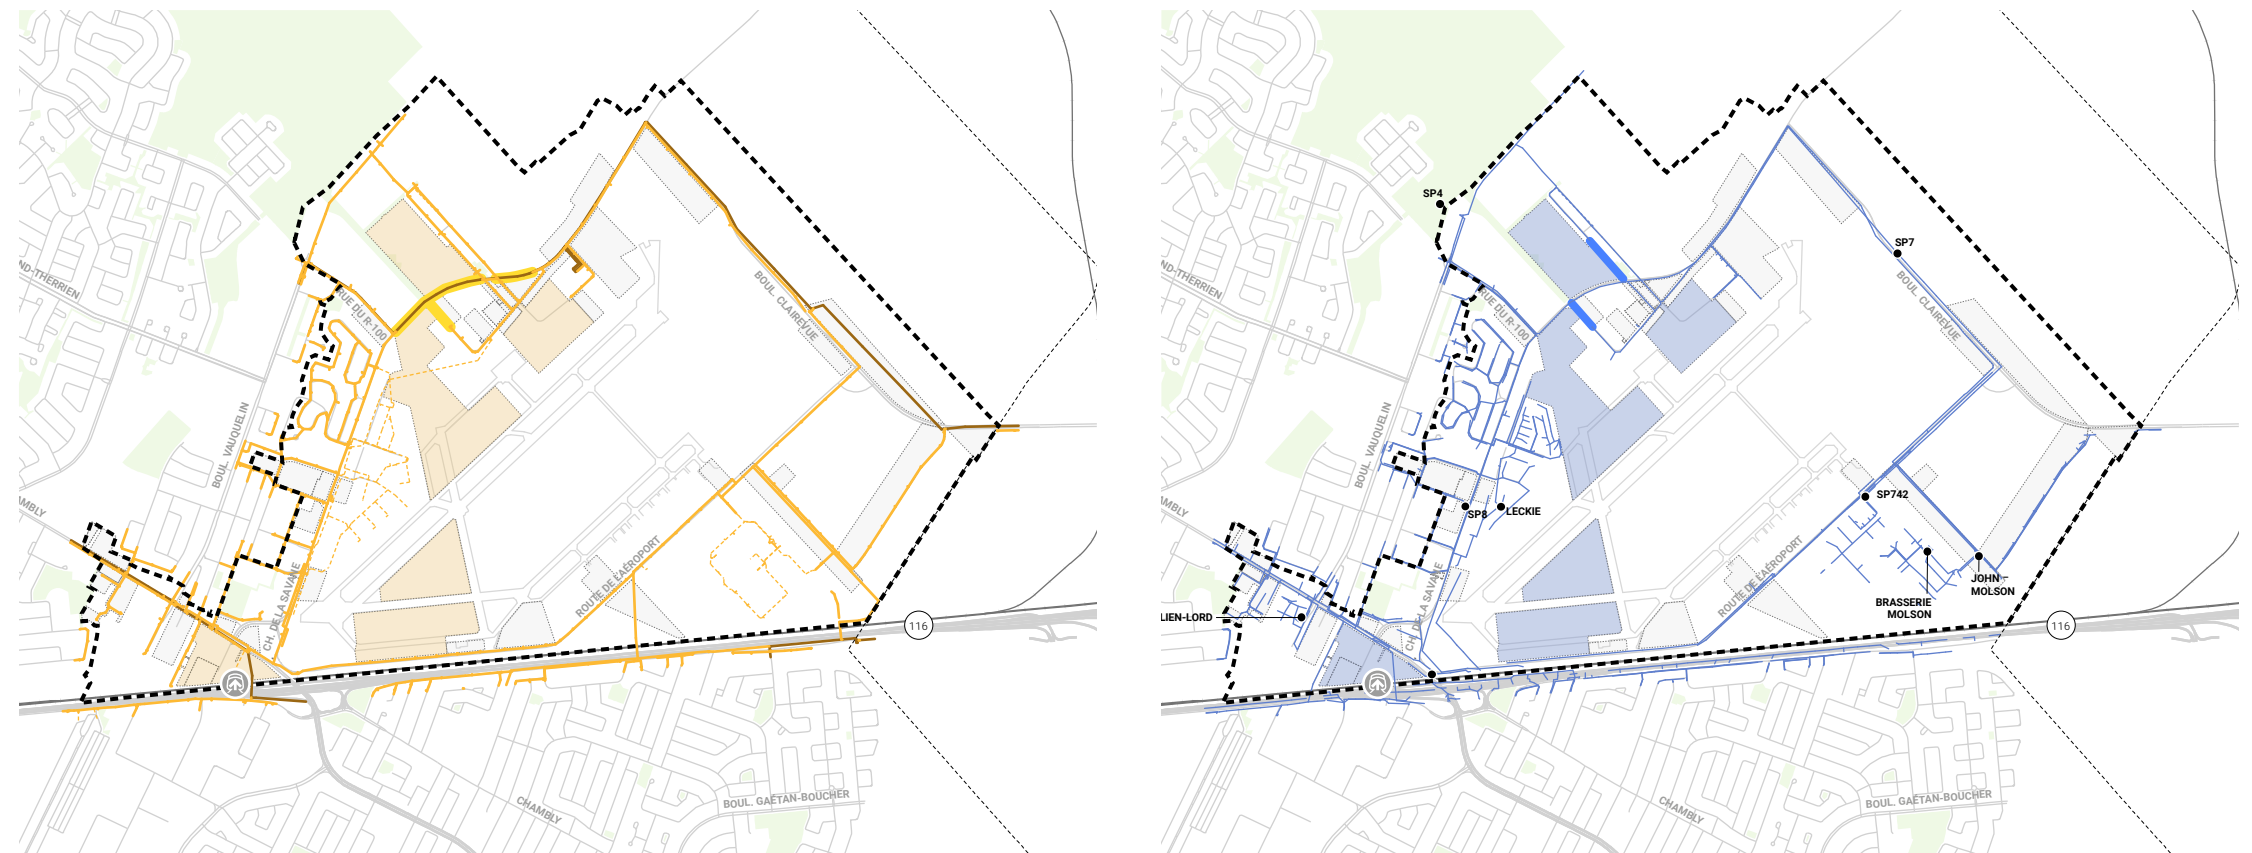 ND-THERRIEN
RUE DU R-100
BOUL. CLAIREVUE
BOUL. VAUQUELIN
AMBLY
CH. DE LA SAVANE
ROUTE DE L'AÉROPORT
116
CHAMBLY
BOUL. GAÉTAN-BOUCHER
SP4
SP7
ND-THERRIEN
RUE DU R-100
BOUL. CLAIREVUE
BOUL. VAUQUELIN
AMBLY
SP742
SP8
LECKIE
CH. DE LA SAVANE
ROUTE DE L'AÉROPORT
JOHN
MOLSON
BRASSERIE
MOLSON
LIEN-LORD
116
CHAMBLY
BOUL. GAÉTAN-BOUCHER